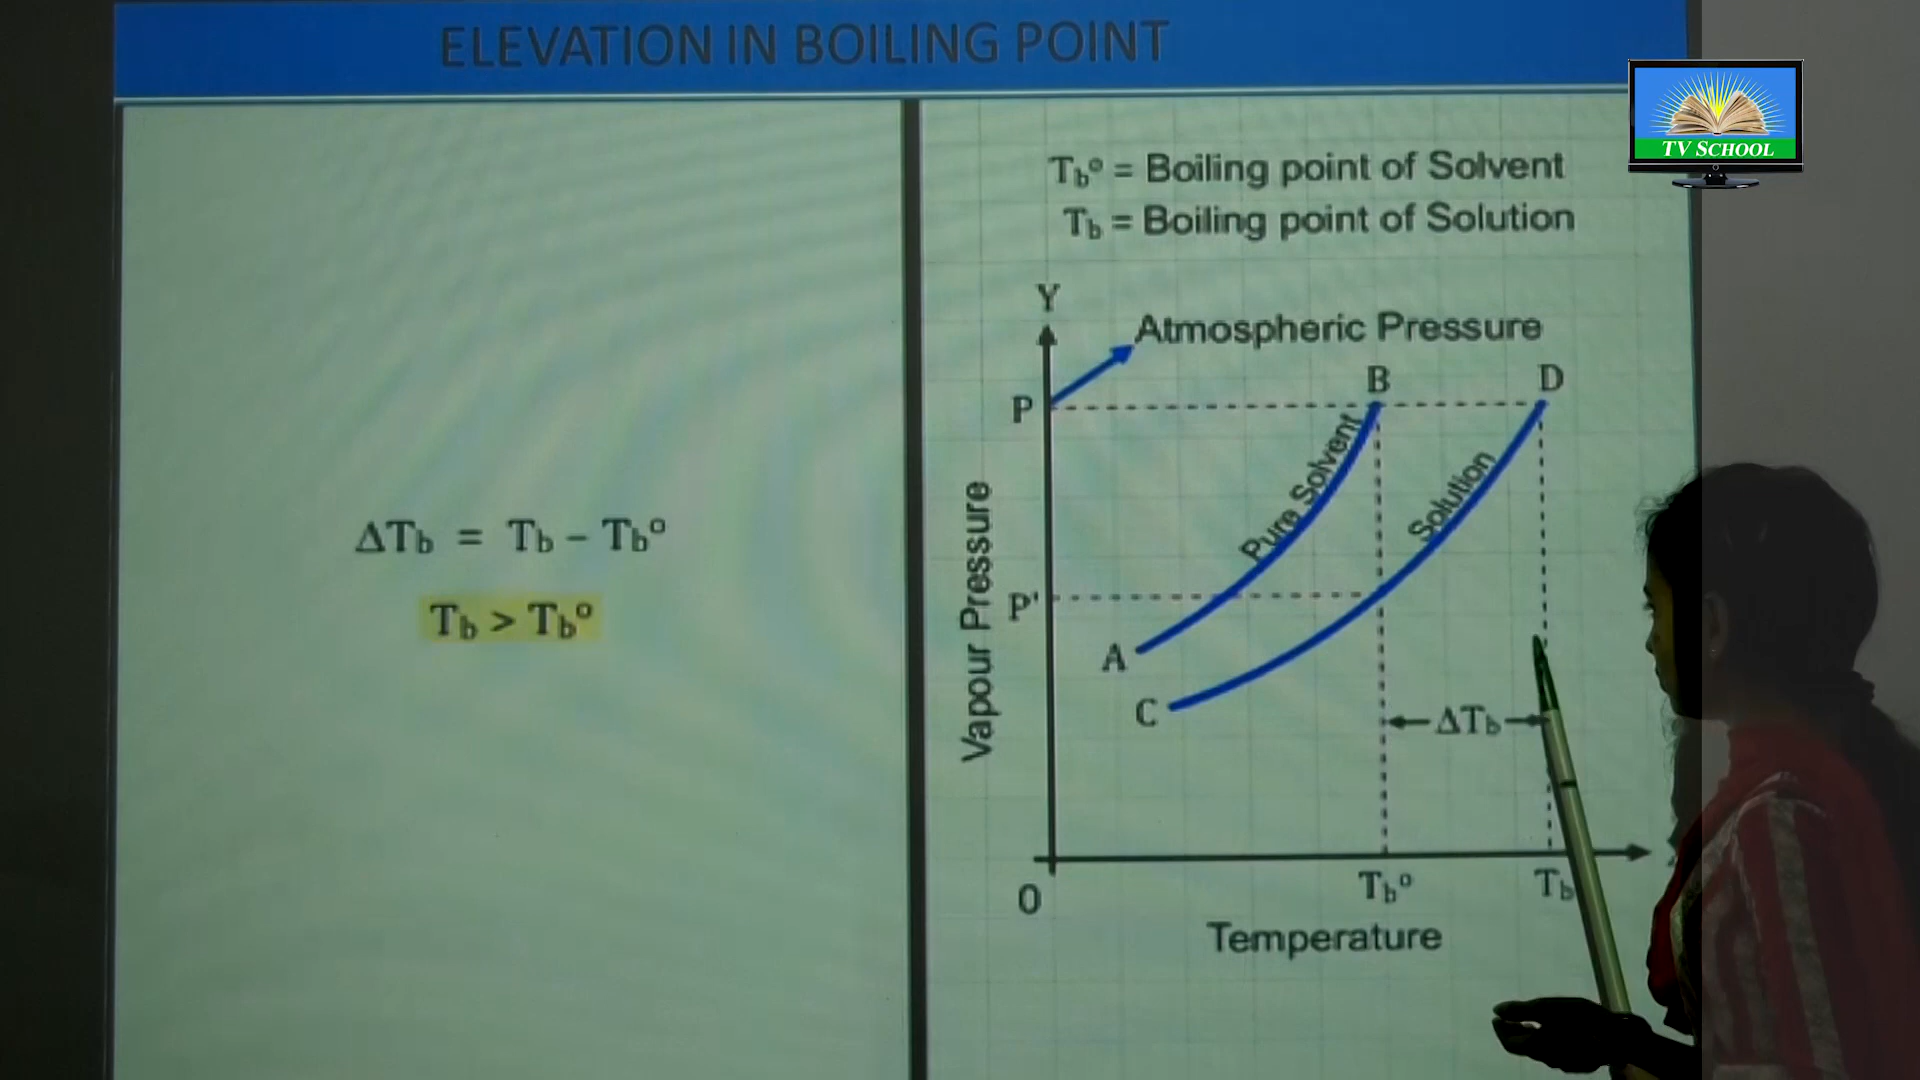 ELEVATION IN BOILING POINT
TV SCHOOL
ΔTb = Tb – Tb°
Tb > Tb°
Tb° = Boiling point of Solvent
Tb = Boiling point of Solution
Y
Atmospheric Pressure
B
D
P
Pure Solvent
Solution
P'
Vapour Pressure
A
C
ΔTb
O
Tb°
Tb
Temperature